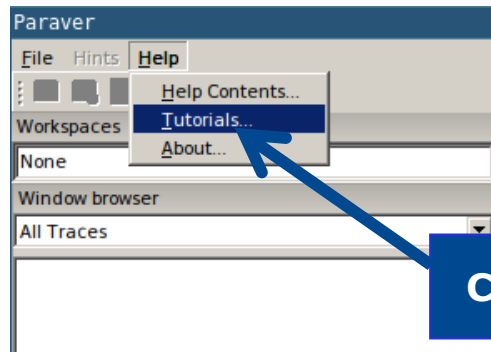 Paraver
File Hints Help
Help Contents...
Workspaces
Tutorials...
None
About...
Window browser
All Traces